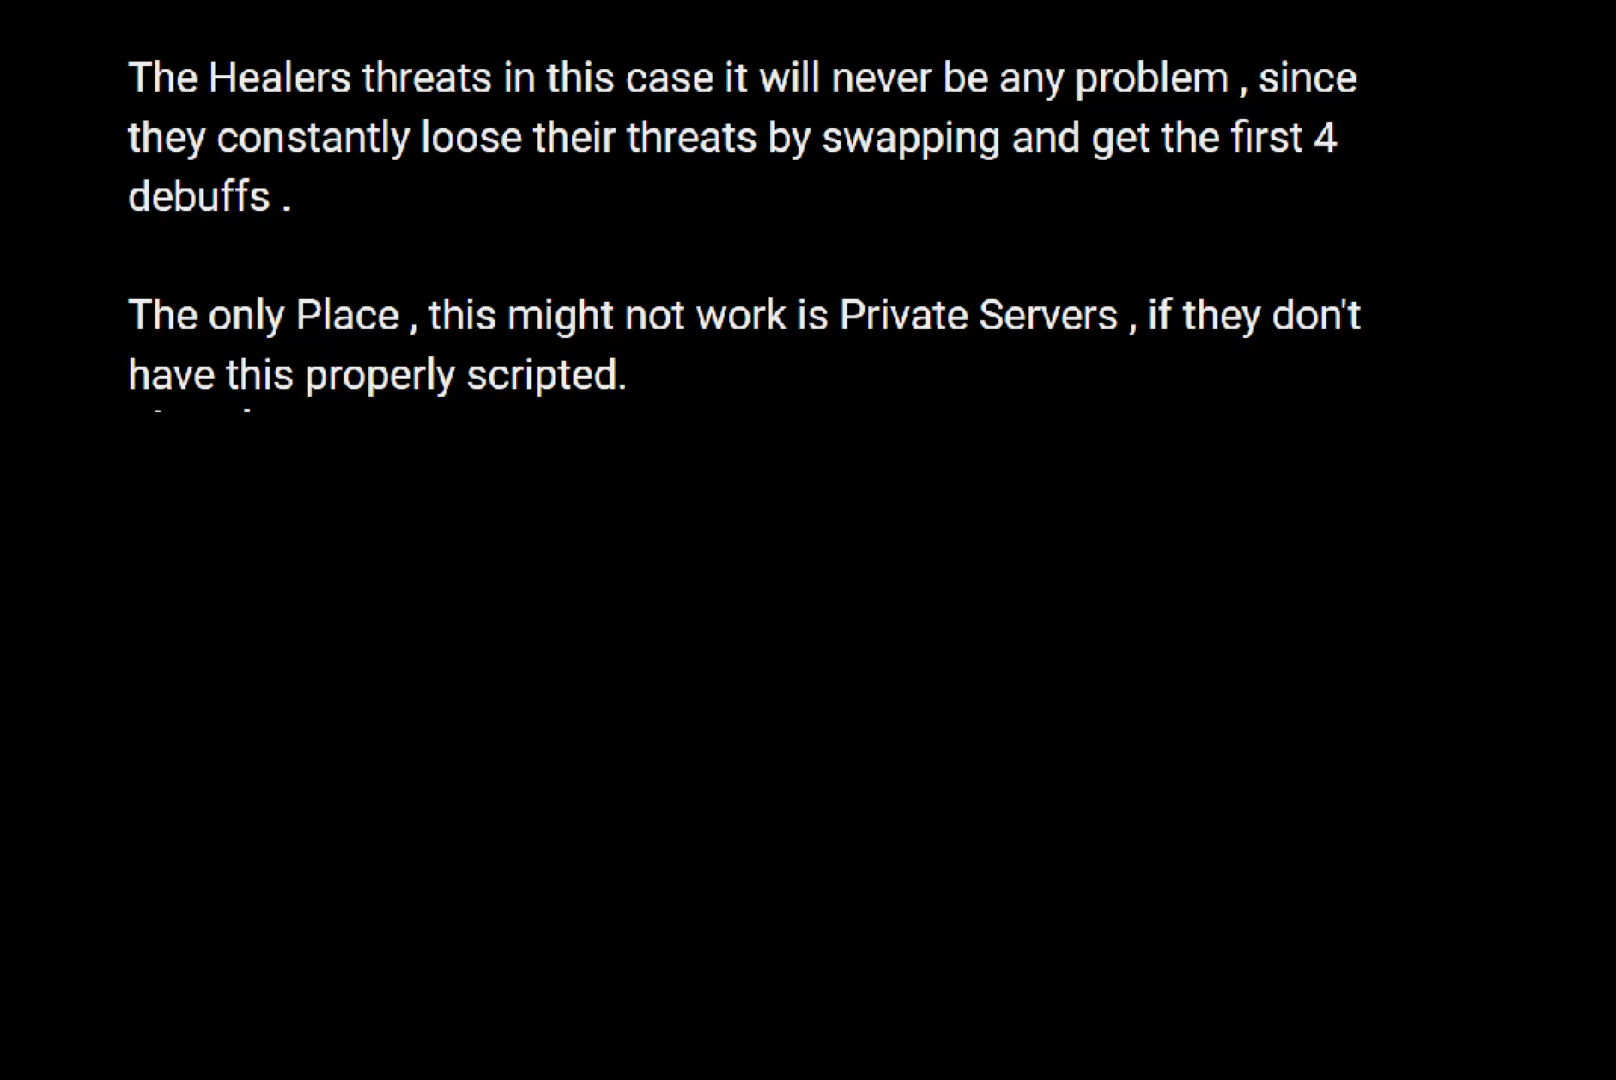 The Healers threats in this case it will never be any problem , since
they constantly loose their threats by swapping and get the first 4
debuffs .
The only Place , this might not work is Private Servers , if they don't
have this properly scripted.